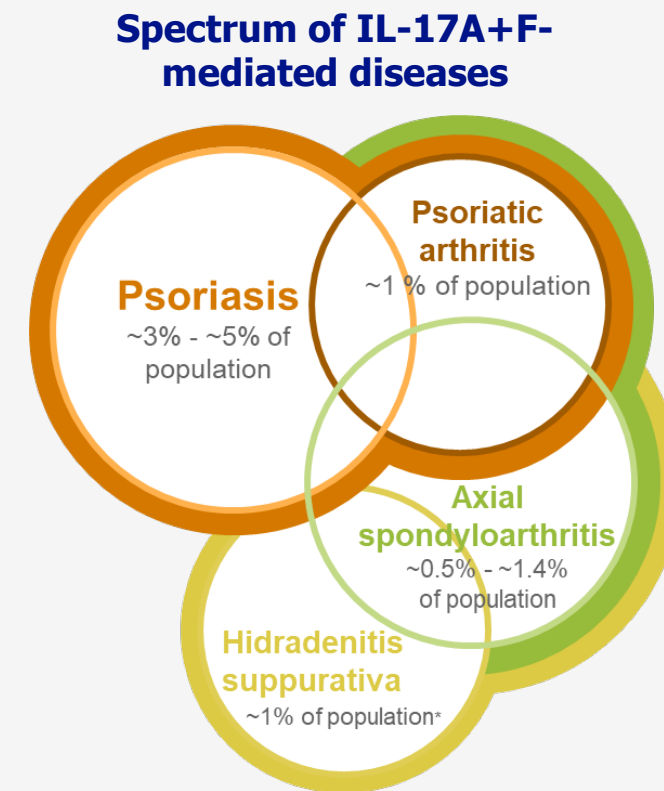 Spectrum of IL-17A+F-
mediated diseases
Psoriatic
arthritis
~1 % of population
Psoriasis
~3% - ~5% of
population
Axial
spondyloarthritis
~0.5% - ~1.4%
of population
Hidradenitis
suppurativa
~1% of population*